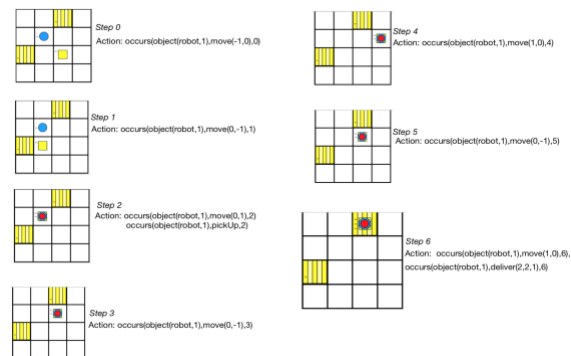 Step 0
Action: occurs(object(robot,1),move(-1,0),0)
Step 1
Action: occurs(object(robot,1),move(0,-1),1)
Step 2
Action: occurs(object(robot,1),move(0,1),2)
occurs(object(robot,1),pickUp,2)
Step 3
Action: occurs(object(robot,1),move(0,-1),3)
Step 4
Action: occurs(object(robot,1),move(1,0),4)
Step 5
Action: occurs(object(robot,1),move(0,-1),5)
Step 6
Action: occurs(object(robot,1),move(1,0),6),
occurs(object(robot,1),deliver(2,2,1),6)